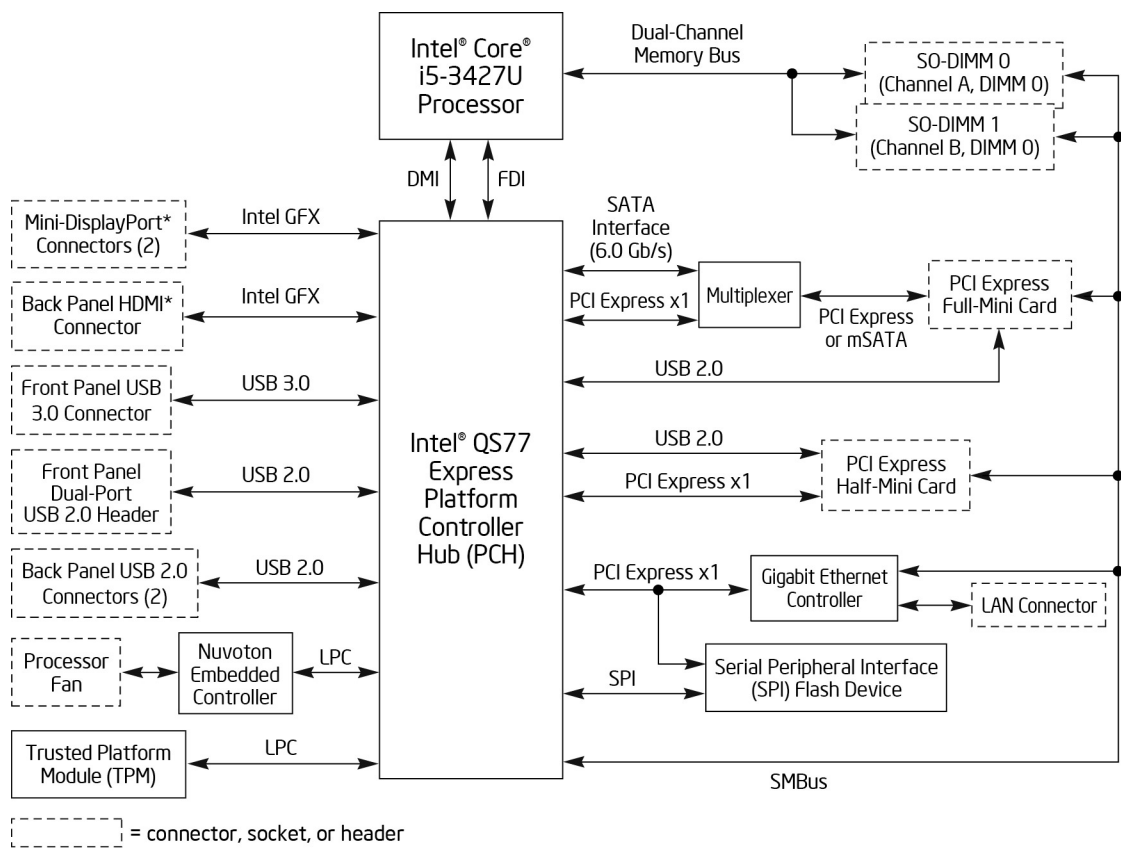 Intel® Core®
i5-3427U
Processor
Dual-Channel
Memory Bus
SO-DIMM 0
(Channel A, DIMM 0)
SO-DIMM 1
(Channel B, DIMM 0)
DMI
FDI
Mini-DisplayPort*
Connectors (2)
Intel GFX
Back Panel HDMI*
Connector
Intel GFX
Front Panel USB
3.0 Connector
USB 3.0
Front Panel
Dual-Port
USB 2.0 Header
USB 2.0
Back Panel USB 2.0
Connectors (2)
USB 2.0
Processor
Fan
Nuvoton
Embedded
Controller
LPC
Trusted Platform
Module (TPM)
LPC
Intel® QS77
Express
Platform
Controller
Hub (PCH)
SATA
Interface
(6.0 Gb/s)
PCI Express x1
Multiplexer
PCI Express
or mSATA
PCI Express
Full-Mini Card
USB 2.0
USB 2.0
PCI Express x1
PCI Express
Half-Mini Card
PCI Express x1
Gigabit Ethernet
Controller
LAN Connector
SPI
Serial Peripheral Interface
(SPI) Flash Device
SMBus
= connector, socket, or header